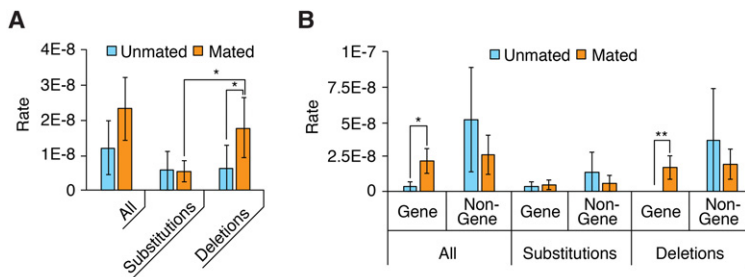 A
Unmated Mated
4E-8
3E-8
2E-8
1E-8
0
Rate
*
*
All
Substitutions
Deletions
B
Unmated Mated
1E-7
7.5E-8
5E-8
2.5E-8
0
Rate
*
**
Gene Non-Gene Gene Non-Gene Gene Non-Gene
All Substitutions Deletions